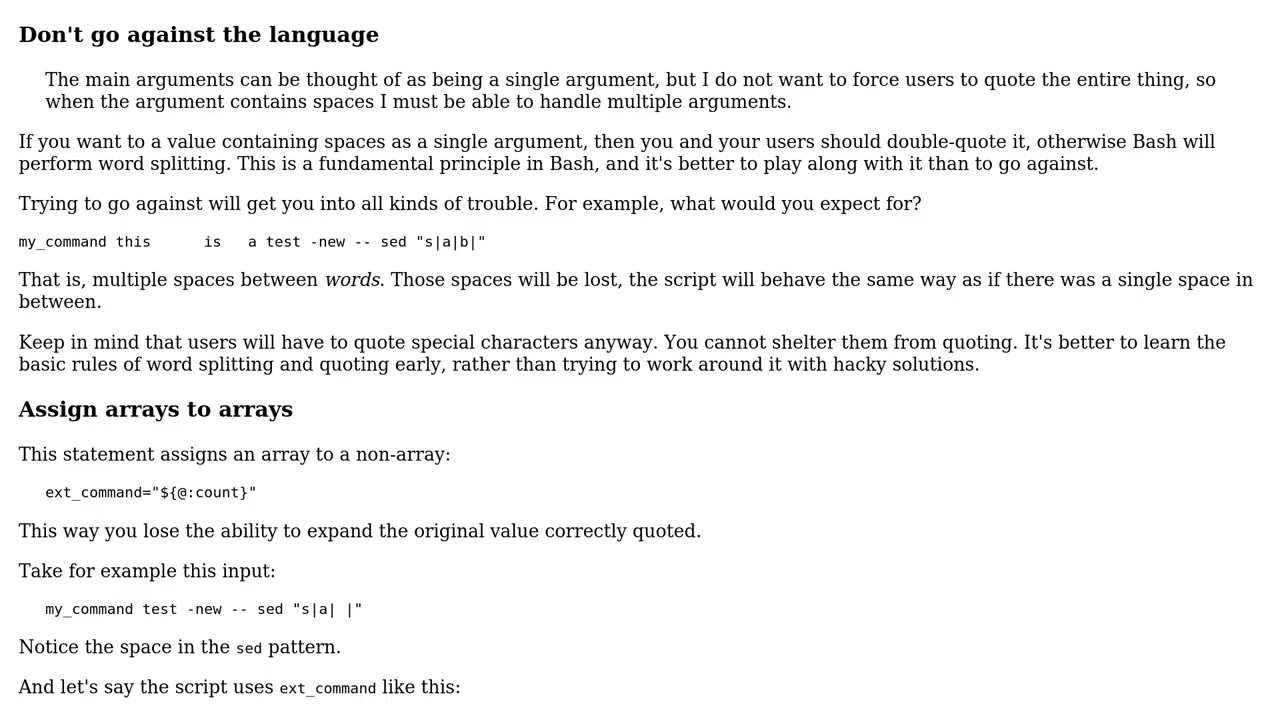 Don't go against the language
The main arguments can be thought of as being a single argument, but I do not want to force users to quote the entire thing, so
when the argument contains spaces I must be able to handle multiple arguments.
If you want to a value containing spaces as a single argument, then you and your users should double-quote it, otherwise Bash will
perform word splitting. This is a fundamental principle in Bash, and it's better to play along with it than to go against.
Trying to go against will get you into all kinds of trouble. For example, what would you expect for?
my_command this      is   a test -new -- sed "s|a|b|"
That is, multiple spaces between words. Those spaces will be lost, the script will behave the same way as if there was a single space in
between.
Keep in mind that users will have to quote special characters anyway. You cannot shelter them from quoting. It's better to learn the
basic rules of word splitting and quoting early, rather than trying to work around it with hacky solutions.
Assign arrays to arrays
This statement assigns an array to a non-array:
ext_command="${@:count}"
This way you lose the ability to expand the original value correctly quoted.
Take for example this input:
my_command test -new -- sed "s|a| |"
Notice the space in the sed pattern.
And let's say the script uses ext_command like this: